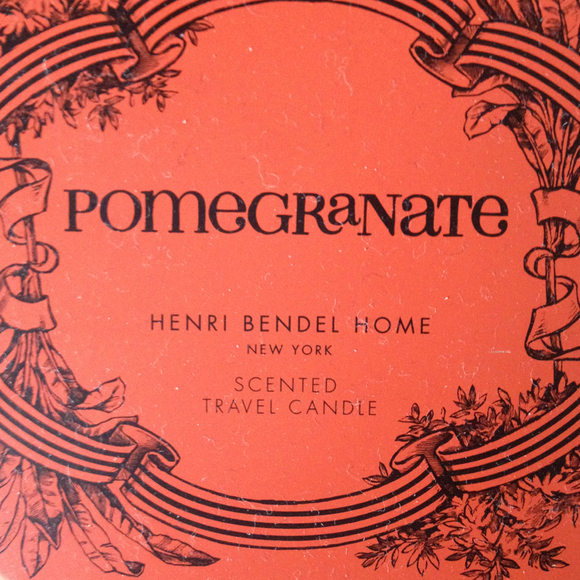 POmeGRaNATe
HENRI BENDEL HOME
NEW YORK
SCENTED
TRAVEL CANDLE